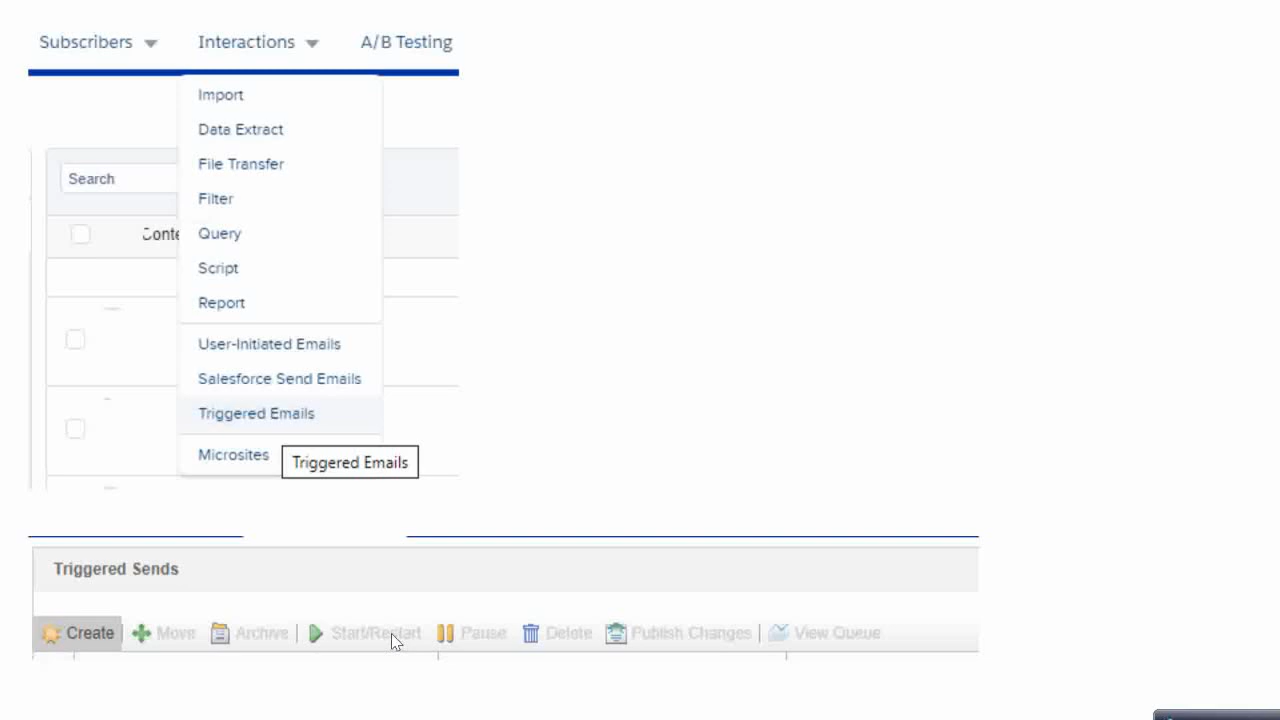 Subscribers Interactions A/B Testing
Import
Data Extract
File Transfer
Search
Filter
Conte
Query
Script
Report
User-Initiated Emails
Salesforce Send Emails
Triggered Emails
Microsites
Triggered Emails
Triggered Sends
Create Move Archive Start/Restart Pause Delete Publish Changes View Queue